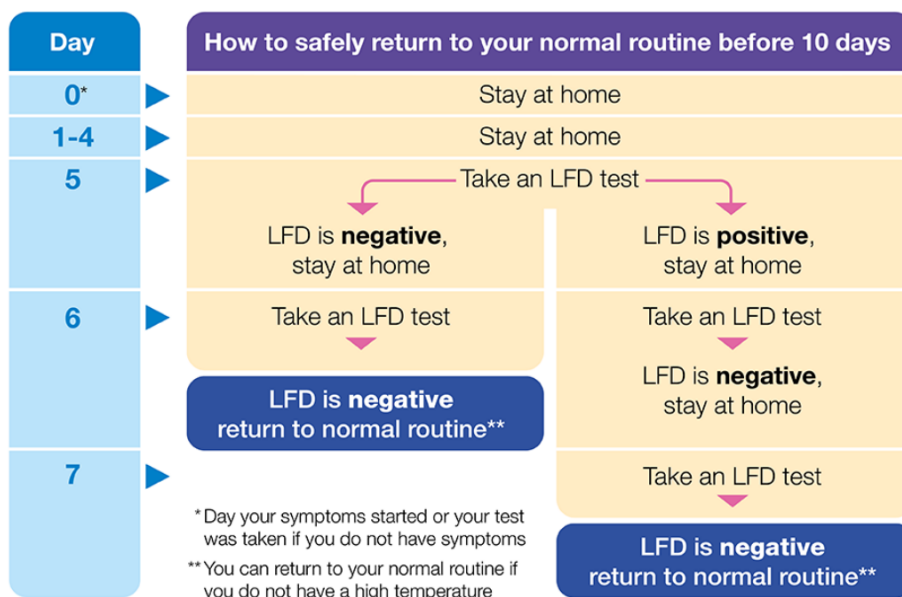 Day
How to safely return to your normal routine before 10 days
0*
Stay at home
1-4
Stay at home
5
Take an LFD test
LFD is negative,
stay at home
LFD is positive,
stay at home
6
Take an LFD test
LFD is negative
return to normal routine**
Take an LFD test
LFD is negative,
stay at home
7
Take an LFD test
LFD is negative
return to normal routine**
* Day your symptoms started or your test
was taken if you do not have symptoms
** You can return to your normal routine if
you do not have a high temperature